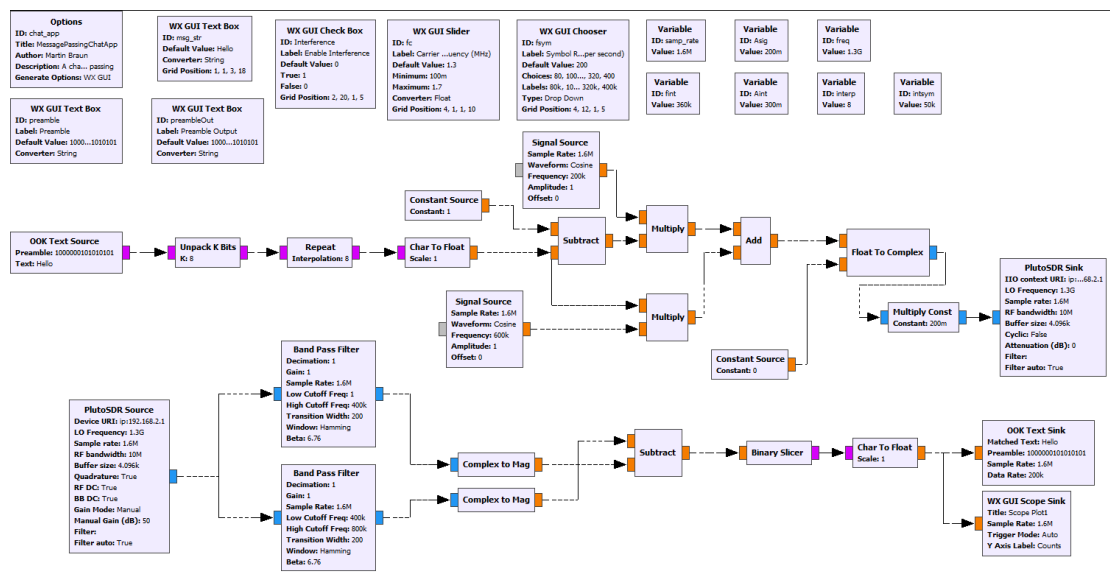 Options
ID: chat_app
Title: MessagePassingChatApp
Author: Martin Braun
Description: A cha... passing
Generate Options: WX GUI
WX GUI Text Box
ID: msg_str
Default Value: Hello
Converter: String
Grid Position: 1, 1, 3, 18
WX GUI Check Box
ID: Interference
Label: Enable Interference
Default Value: 0
True: 1
False: 0
Grid Position: 2, 20, 1, 5
WX GUI Slider
ID: fc
Label: Carrier ...uency (MHz)
Default Value: 1.3
Minimum: 100m
Maximum: 1.7
Converter: Float
Grid Position: 4, 1, 1, 10
WX GUI Chooser
ID: fsym
Label: Symbol R...per second)
Default Value: 200
Choices: 80, 100..., 320, 400
Labels: 80k, 10... 320k, 400k
Type: Drop Down
Grid Position: 4, 12, 1, 5
Variable
ID: samp_rate
Value: 1.6M
Variable
ID: Asig
Value: 200m
Variable
ID: freq
Value: 1.3G
Variable
ID: fint
Value: 360k
Variable
ID: Aint
Value: 300m
Variable
ID: interp
Value: 8
Variable
ID: intsym
Value: 50k
WX GUI Text Box
ID: preamble
Label: Preamble
Default Value: 1000...1010101
Converter: String
WX GUI Text Box
ID: preambleOut
Label: Preamble Output
Default Value: 1000...1010101
Converter: String
Signal Source
Sample Rate: 1.6M
Waveform: Cosine
Frequency: 200k
Amplitude: 1
Offset: 0
Constant Source
Constant: 1
OOK Text Source
Preamble: 1000000101010101
Text: Hello
Unpack K Bits
K: 8
Repeat
Interpolation: 8
Char To Float
Scale: 1
Subtract
Multiply
Add
Float To Complex
PlutoSDR Sink
IIO context URI: ip:...68.2.1
LO Frequency: 1.3G
Sample rate: 1.6M
RF bandwidth: 10M
Buffer size: 4.096k
Cyclic: False
Attenuation (dB): 0
Filter:
Filter auto: True
Signal Source
Sample Rate: 1.6M
Waveform: Cosine
Frequency: 600k
Amplitude: 1
Offset: 0
Multiply
Multiply Const
Constant: 200m
Constant Source
Constant: 0
Band Pass Filter
Decimation: 1
Gain: 1
Sample Rate: 1.6M
Low Cutoff Freq: 1
High Cutoff Freq: 400k
Transition Width: 200
Window: Hamming
Beta: 6.76
PlutoSDR Source
Device URI: ip:192.168.2.1
LO Frequency: 1.3G
Sample rate: 1.6M
RF bandwidth: 10M
Buffer size: 4.096k
Quadrature: True
RF DC: True
BB DC: True
Gain Mode: Manual
Manual Gain (dB): 50
Filter:
Filter auto: True
Band Pass Filter
Decimation: 1
Gain: 1
Sample Rate: 1.6M
Low Cutoff Freq: 400k
High Cutoff Freq: 800k
Transition Width: 200
Window: Hamming
Beta: 6.76
Complex to Mag
Complex to Mag
Subtract
Binary Slicer
Char To Float
Scale: 1
OOK Text Sink
Matched Text: Hello
Preamble: 1000000101010101
Sample Rate: 1.6M
Data Rate: 200k
WX GUI Scope Sink
Title: Scope Plot1
Sample Rate: 1.6M
Trigger Mode: Auto
Y Axis Label: Counts